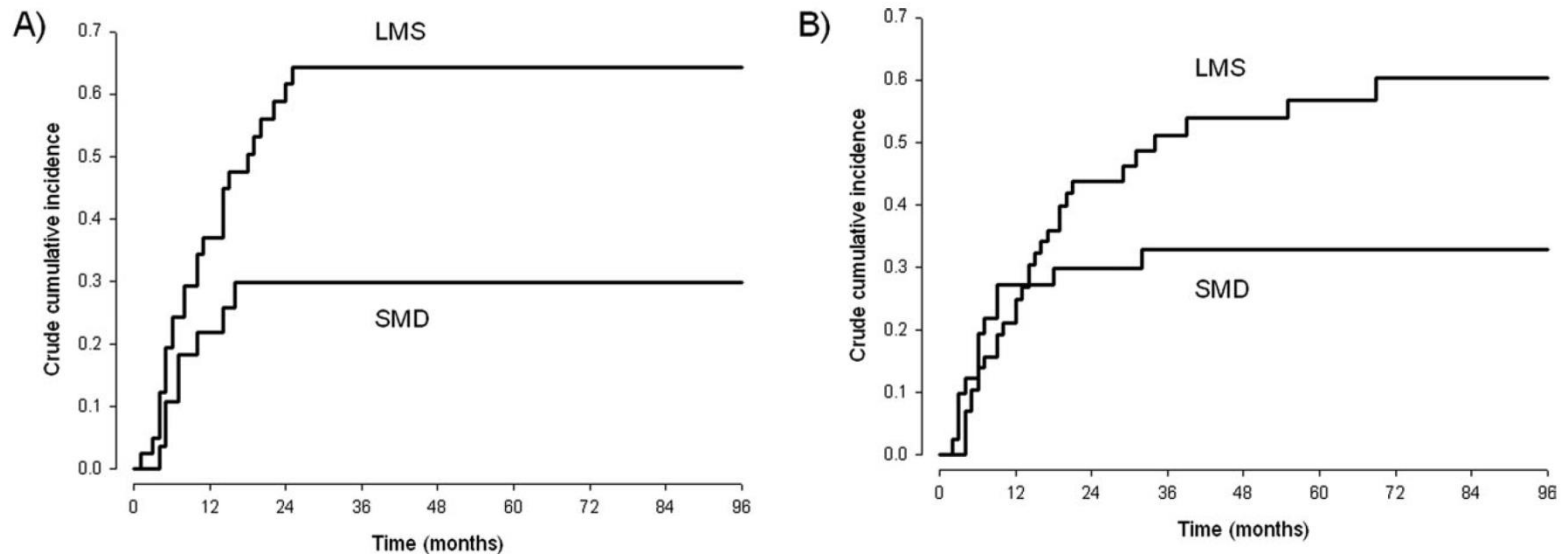 A)
LMS
SMD
Crude cumulative incidence
0.7
0.6
0.5
0.4
0.3
0.2
0.1
0.0
0 12 24 36 48 60 72 84 96
Time (months)
B)
LMS
SMD
Crude cumulative incidence
0.7
0.6
0.5
0.4
0.3
0.2
0.1
0.0
0 12 24 36 48 60 72 84 96
Time (months)